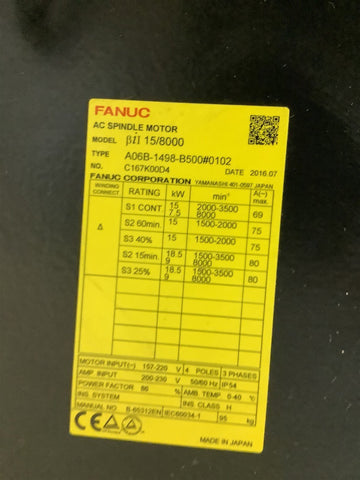 FANUC
AC SPINDLE MOTOR
MODEL βiI 15/8000
TYPE A06B-1498-B500#0102
NO. C167K00D4 DATE 2016.07
FANUC CORPORATION YAMANASHI 401-0597 JAPAN
WINDING CONNECT RATING kW min⁻¹ A(~) max.
Δ S1 CONT. 15 2000-3500 69
7.5 8000
S2 60min. 15 1500-2000 75
S3 40% 15 1500-2000 75
S2 15min. 18.5 1500-3500 80
9 8000
S3 25% 18.5 1500-3500 80
9 8000
MOTOR INPUT(~) 157-220 V 4 POLES 3 PHASES
AMP. INPUT 200-230 V 50/60 Hz IP54
POWER FACTOR 86 % AMB. TEMP. 0-40 ℃
INS. SYSTEM INS. CLASS H
MANUAL NO. B-65312EN IEC60034-1 95 kg
MADE IN JAPAN